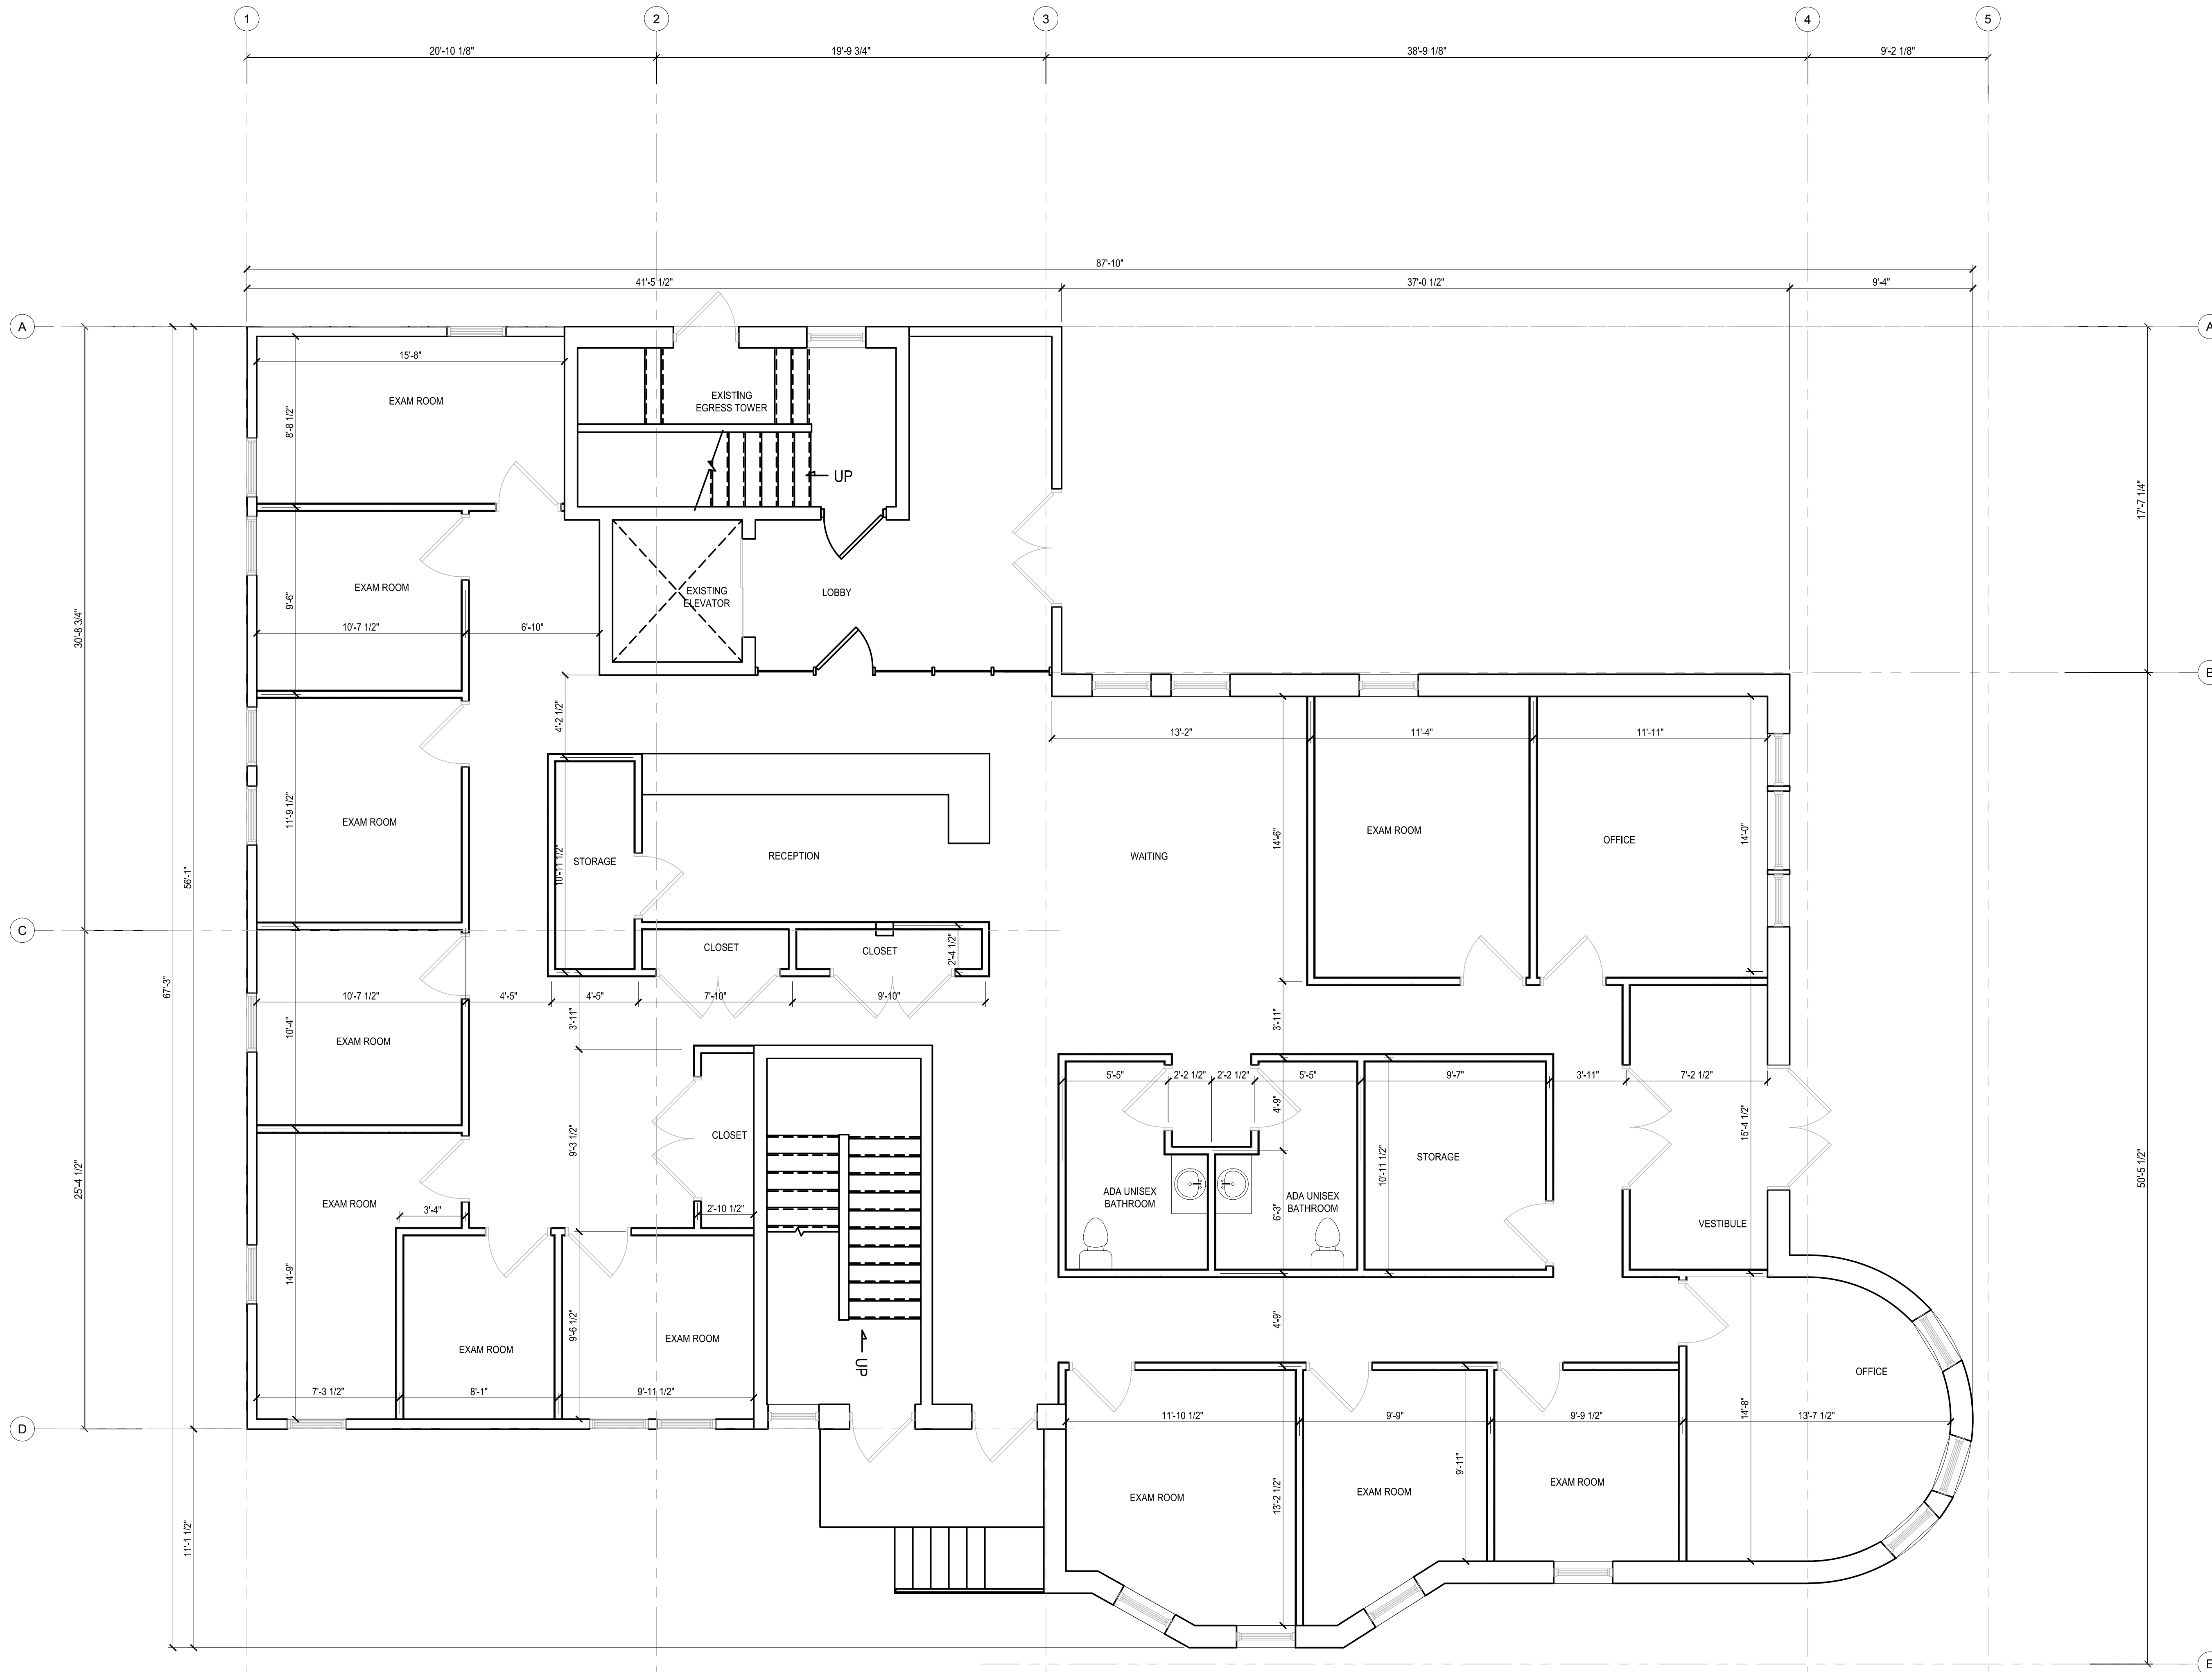 1
2
3
4
5
20'-10 1/8"
19'-9 3/4"
38'-9 1/8"
9'-2 1/8"
87'-10"
41'-5 1/2"
37'-0 1/2"
9'-4"
A
A
15'-8"
EXAM ROOM
8'-8 1/2"
EXISTING
EGRESS TOWER
UP
17'-7 1/4"
EXAM ROOM
9'-6"
10'-7 1/2"
6'-10"
EXISTING
ELEVATOR
LOBBY
30'-8 3/4"
B
4'-2 1/2"
13'-2"
11'-4"
11'-11"
EXAM ROOM
11'-9 1/2"
10'-11 1/2"
STORAGE
RECEPTION
WAITING
14'-6"
EXAM ROOM
OFFICE
14'-0"
56'-1"
67'-3"
C
CLOSET
CLOSET
2'-4 1/2"
10'-7 1/2"
4'-5"
4'-5"
7'-10"
9'-10"
3'-11"
3'-11"
EXAM ROOM
10'-4"
5'-5"
2'-2 1/2"
2'-2 1/2"
5'-5"
9'-7"
3'-11"
7'-2 1/2"
4'-9"
9'-3 1/2"
CLOSET
15'-4 1/2"
10'-11 1/2"
STORAGE
25'-4 1/2"
50'-5 1/2"
EXAM ROOM
3'-4"
2'-10 1/2"
ADA UNISEX
BATHROOM
6'-3"
ADA UNISEX
BATHROOM
VESTIBULE
14'-9"
9'-6 1/2"
EXAM ROOM
EXAM ROOM
UP
4'-9"
OFFICE
7'-3 1/2"
8'-1"
9'-11 1/2"
D
11'-10 1/2"
9'-9"
9'-9 1/2"
13'-7 1/2"
14'-8"
9'-11"
EXAM ROOM
13'-2 1/2"
EXAM ROOM
EXAM ROOM
11'-1 1/2"
E